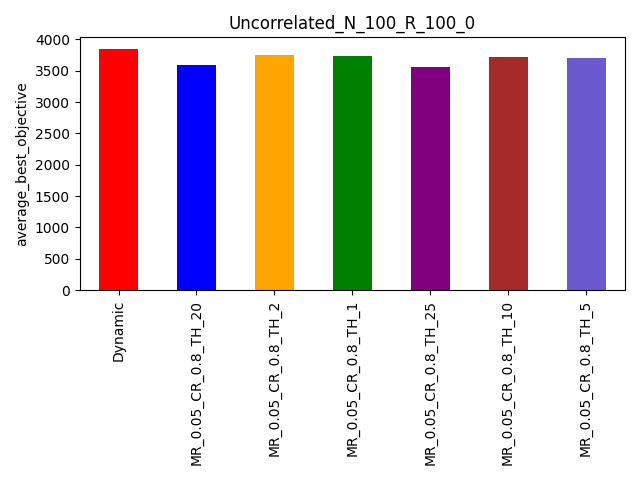 Uncorrelated_N_100_R_100_0
average_best_objective
4000
3500
3000
2500
2000
1500
1000
500
0
Dynamic
MR_0.05_CR_0.8_TH_20
MR_0.05_CR_0.8_TH_2
MR_0.05_CR_0.8_TH_1
MR_0.05_CR_0.8_TH_25
MR_0.05_CR_0.8_TH_10
MR_0.05_CR_0.8_TH_5